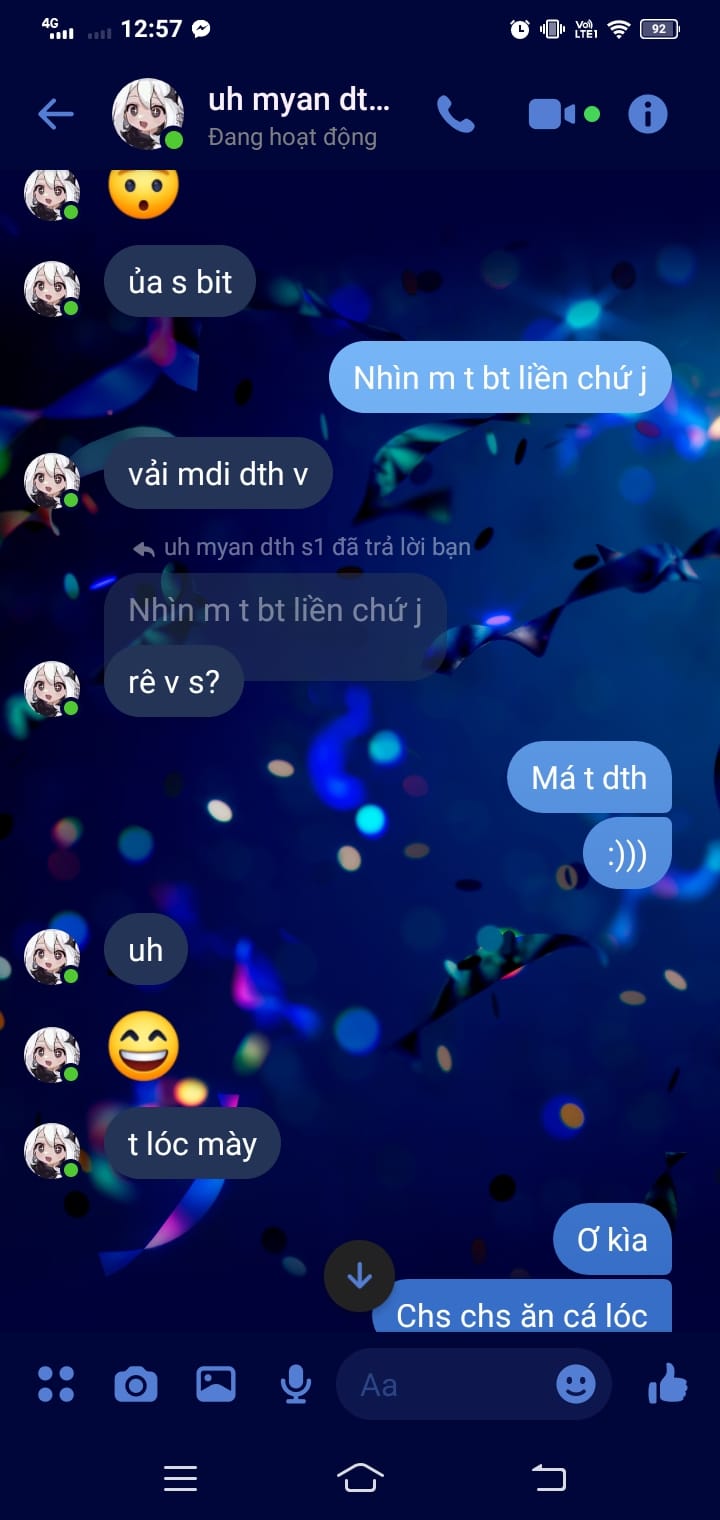 4G
12:57
Vo)) LTE1
92
uh myan dt...
Đang hoạt động
ủa s bit
Nhìn m t bt liền chứ j
vải mdi dth v
uh myan dth s1 đã trả lời bạn
Nhìn m t bt liền chứ j
rê v s?
Má t dth
:)))
uh
t lóc mày
Ơ kìa
Chs chs ăn cá lóc
Aa